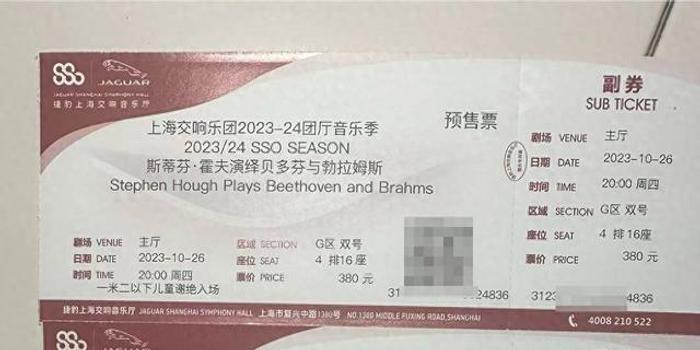 SSO JAGUAR
JAGUAR SHANGHAI SYMPHONY HALL
捷豹上海交响音乐厅
上海交响乐团2023-24团厅音乐季
2023/24 SSO SEASON
斯蒂芬·霍夫演绎贝多芬与勃拉姆斯
Stephen Hough Plays Beethoven and Brahms
预售票
剧场 VENUE 主厅
日期 DATE 2023-10-26
时间 TIME 20:00 周四
一米二以下儿童谢绝入场
区域 SECTION G区 双号
座位 SEAT 4 排16座
票价 PRICE 380 元
31 24836
捷豹上海交响音乐厅 JAGUAR SHANGHAI SYMPHONY HALL 上海市复兴中路1380号 NO.1380 MIDDLE FUXING ROAD,SHANGHAI
副券
SUB TICKET
剧场 VENUE 主厅
日期 DATE 2023-10-26
时间 TIME 20:00 周四
区域 SECTION G区 双号
座位 SEAT 4 排16座
票价 PRICE 380 元
3123 4836
4008 210 522
SSO